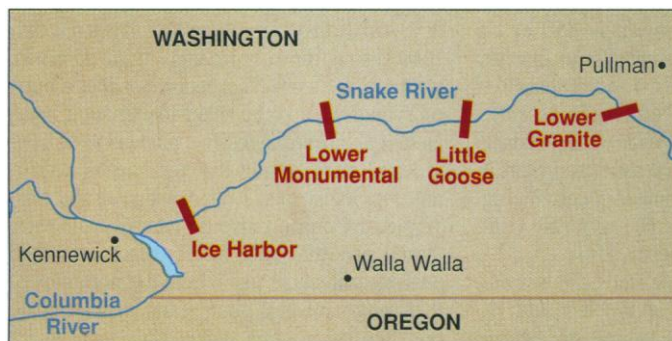 WASHINGTON
Pullman
Snake River
Lower
Granite
Lower
Monumental
Little
Goose
Ice Harbor
Kennewick
Walla Walla
Columbia
River
OREGON